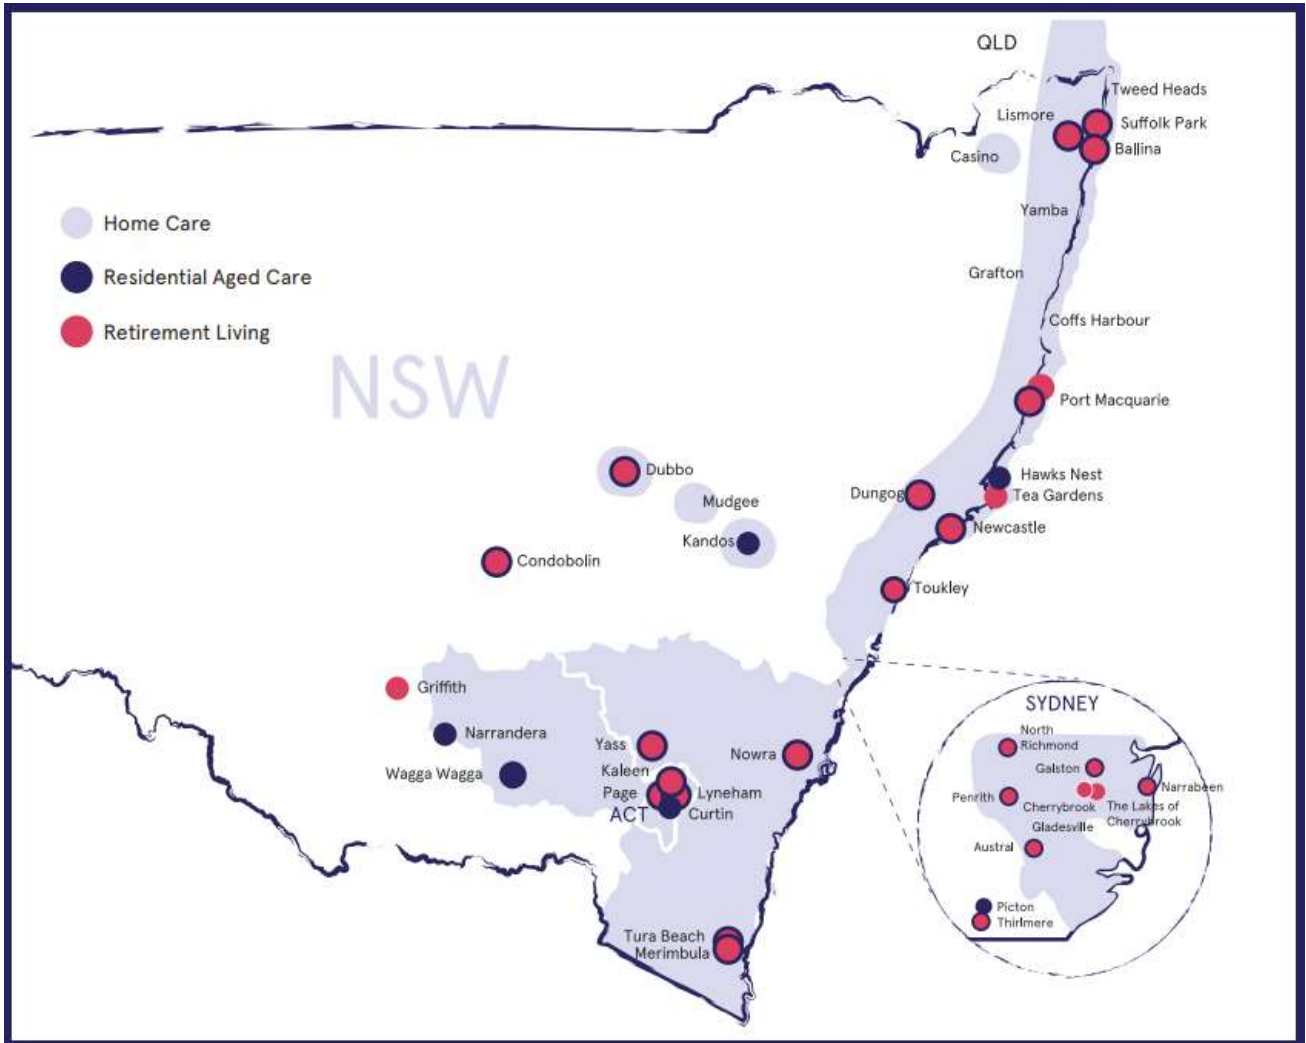 QLD
Tweed Heads
Lismore
Suffolk Park
Casino
Ballina
Yamba
Home Care
Grafton
Residential Aged Care
Coffs Harbour
Retirement Living
NSW
Port Macquarie
Dubbo
Hawks Nest
Dungog
Tea Gardens
Mudgee
Newcastle
Kandos
Condobolin
Toukley
Griffith
SYDNEY
Narrandera
North
Richmond
Yass
Nowra
Galston
Kaleen
Wagga Wagga
Narrabeen
Page
Lyneham
Penrith
Cherrybrook
The Lakes of
Cherrybrook
ACT
Curtin
Gladesville
Austral
Picton
Thirlmere
Tura Beach
Merimbula